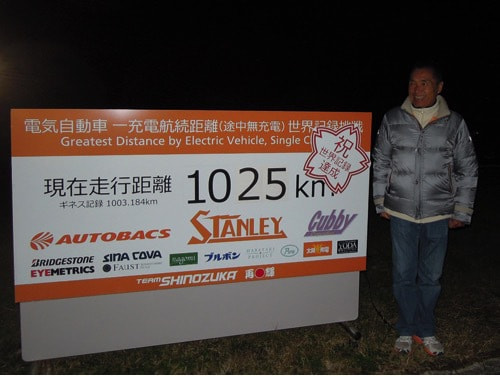 電気自動車 一充電航続距離(途中無充電) 世界記録挑戦
Greatest Distance by Electric Vehicle, Single C
祝
世界記録
達成
現在走行距離 1025km
ギネス記録 1003.184km
AUTOBACS STANLEY Cubby
BRIDGESTONE SINA COVA
EYEMETRICS FAUST sagami ブルボン
TEAM SHINOZUKA